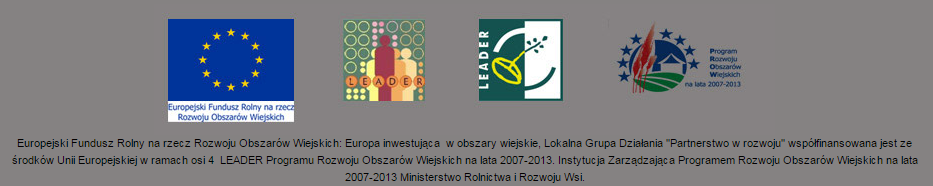 Europejski Fundusz Rolny na rzecz
Rozwoju Obszarów Wiejskich
LEADER
LEADER
Program
Rozwoju
Obszarów
Wiejskich
na lata 2007-2013
Europejski Fundusz Rolny na rzecz Rozwoju Obszarów Wiejskich: Europa inwestująca w obszary wiejskie, Lokalna Grupa Działania "Partnerstwo w rozwoju" współfinansowana jest ze
środków Unii Europejskiej w ramach osi 4 LEADER Programu Rozwoju Obszarów Wiejskich na lata 2007-2013. Instytucja Zarządzająca Programem Rozwoju Obszarów Wiejskich na lata
2007-2013 Ministerstwo Rolnictwa i Rozwoju Wsi.